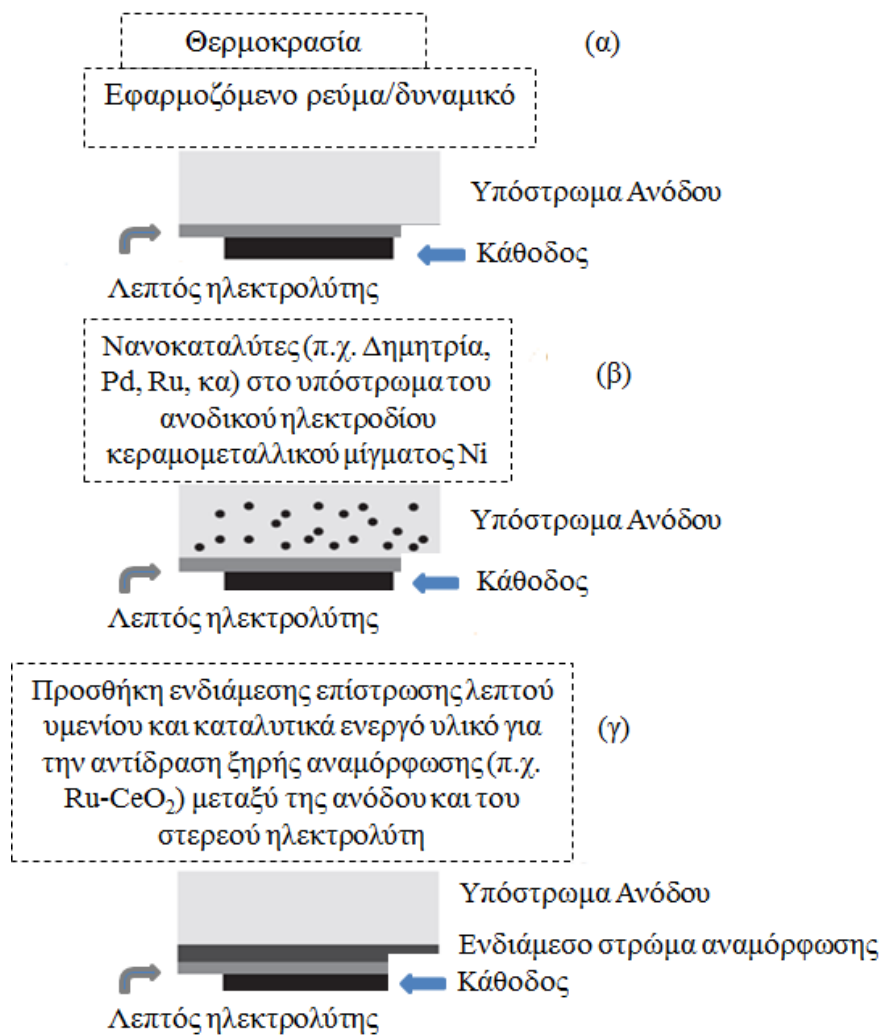 Θερμοκρασία
(α)
Εφαρμοζόμενο ρεύμα/δυναμικό
Υπόστρωμα Ανόδου
Κάθοδος
Λεπτός ηλεκτρολύτης
Νανοκαταλύτες (π.χ. Δημητρία,
Pd, Ru, κα) στο υπόστρωμα του
ανοδικού ηλεκτροδίου
κεραμομεταλλικού μίγματος Ni
(β)
Υπόστρωμα Ανόδου
Κάθοδος
Λεπτός ηλεκτρολύτης
Προσθήκη ενδιάμεσης επίστρωσης λεπτού
υμενίου και καταλυτικά ενεργό υλικό για
την αντίδραση ξηρής αναμόρφωσης (π.χ.
Ru-CeO₂) μεταξύ της ανόδου και του
στερεού ηλεκτρολύτη
(γ)
Υπόστρωμα Ανόδου
Ενδιάμεσο στρώμα αναμόρφωσης
Κάθοδος
Λεπτός ηλεκτρολύτης